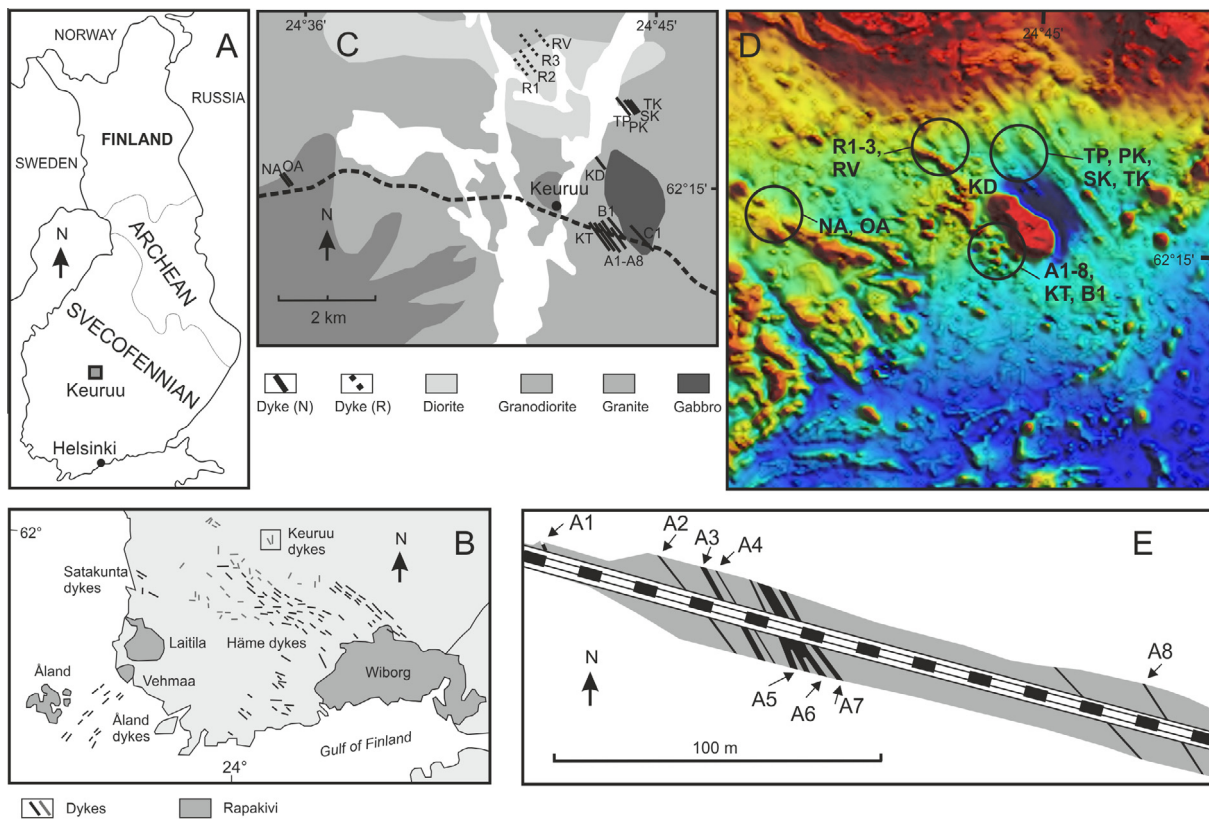 A
NORWAY
RUSSIA
FINLAND
SWEDEN
N
ARCHEAN
SVECOFENNIAN
Keuruu
Helsinki
24°36'
24°45'
C
RV
R3
R2
R1
TK
SK
TP
PK
NA
OA
KD
Keuruu
62°15'
N
B1
KT
C1
A1-A8
2 km
Dyke (N)
Dyke (R)
Diorite
Granodiorite
Granite
Gabbro
D
24°45'
R1-3,
RV
TP, PK,
SK, TK
KD
NA, OA
62°15'
A1-8,
KT, B1
62°
B
Keuruu
dykes
N
Satakunta
dykes
Laitila
Häme dykes
Wiborg
Åland
Vehmaa
Åland
dykes
Gulf of Finland
24°
Dykes
Rapakivi
E
A1
A2
A3
A4
A8
N
A5
A6
A7
100 m